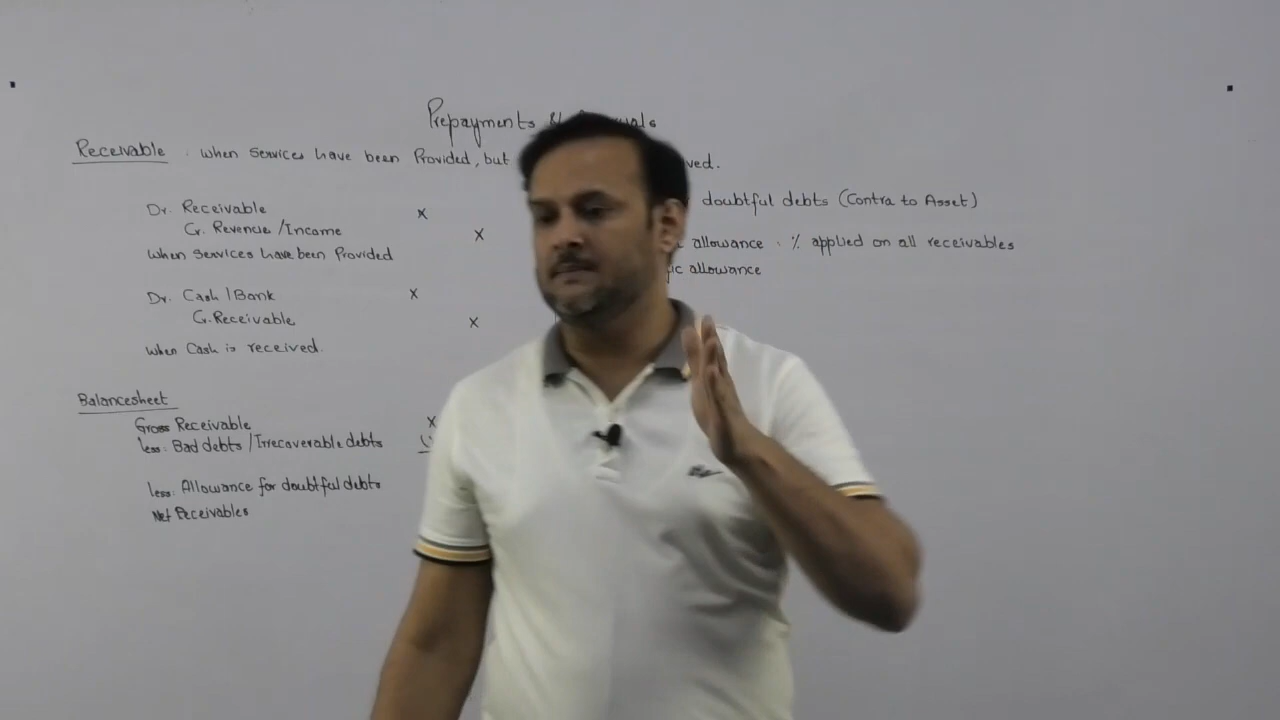 Prepayments &
Receivable : when services have been Provided, but
Dr. Receivable x
Cr. Revenue / Income x
when services have been Provided
Dr. Cash / Bank x
Cr. Receivable x
when Cash is received.
doubtful debts (Contra to Asset)
allowance : % applied on all receivables
allowance
Balancesheet
Gross Receivable x
less: Bad debts / Irrecoverable debts
less: Allowance for doubtful debts
Net Receivables